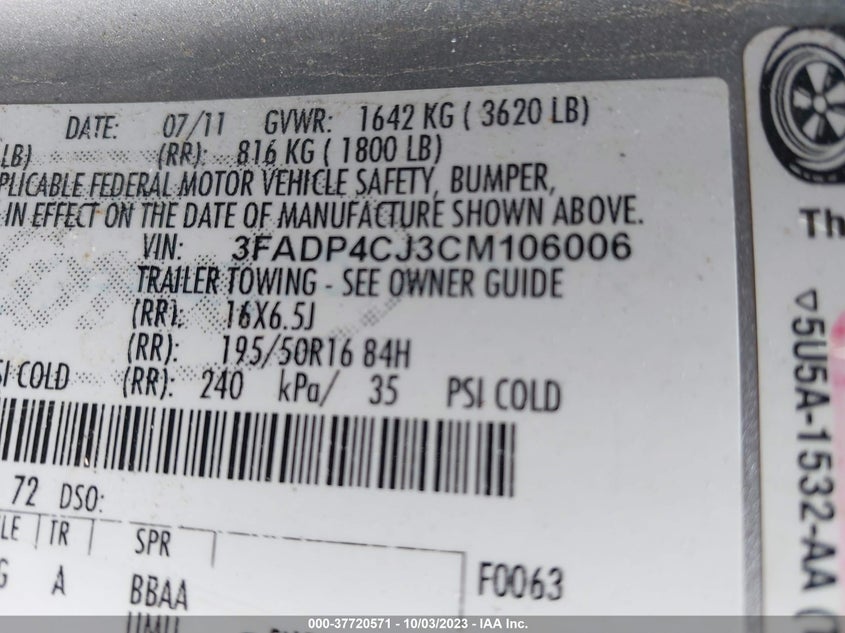 DATE: 07/11 GVWR: 1642 KG ( 3620 LB)
LB) (RR): 816 KG ( 1800 LB)
PLICABLE FEDERAL MOTOR VEHICLE SAFETY, BUMPER,
IN EFFECT ON THE DATE OF MANUFACTURE SHOWN ABOVE.
VIN: 3FADP4CJ3CM106006
TRAILER TOWING - SEE OWNER GUIDE
(RR): 16X6.5J
(RR): 195/50R16 84H
SI COLD (RR): 240 kPa/ 35 PSI COLD
72 DSO:
LE TR SPR
G A BBAA F0063
Th
5U5A-1532-AA
000-37720571 - 10/03/2023 - IAA Inc.